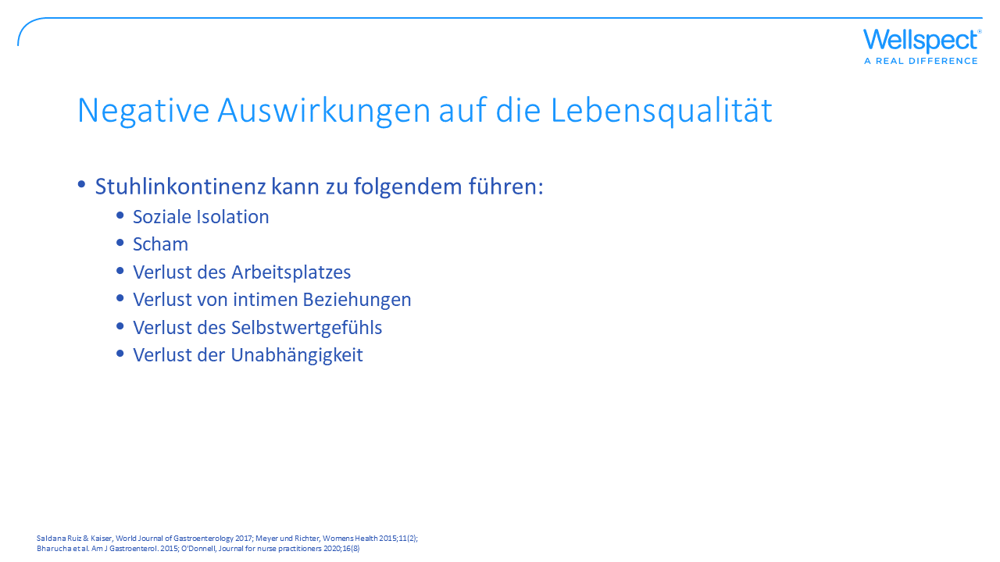 Wellspect®
A REAL DIFFERENCE
Negative Auswirkungen auf die Lebensqualität
• Stuhlinkontinenz kann zu folgendem führen:
• Soziale Isolation
• Scham
• Verlust des Arbeitsplatzes
• Verlust von intimen Beziehungen
• Verlust des Selbstwertgefühls
• Verlust der Unabhängigkeit
Saldana Ruiz & Kaiser, World Journal of Gastroenterology 2017; Meyer und Richter, Womens Health 2015;11(2);
Bharucha et al. Am J Gastroenterol. 2015; O'Donnell, Journal for nurse practitioners 2020;16(8)